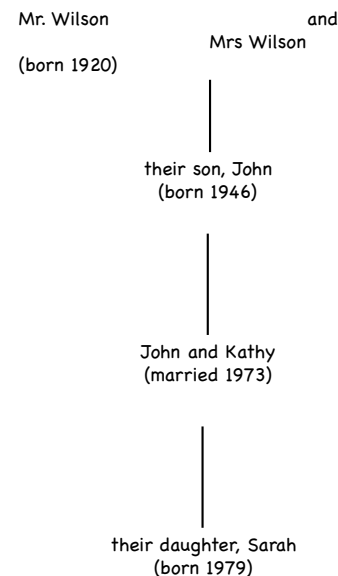 Mr. Wilson and
Mrs Wilson
(born 1920)
their son, John
(born 1946)
John and Kathy
(married 1973)
their daughter, Sarah
(born 1979)